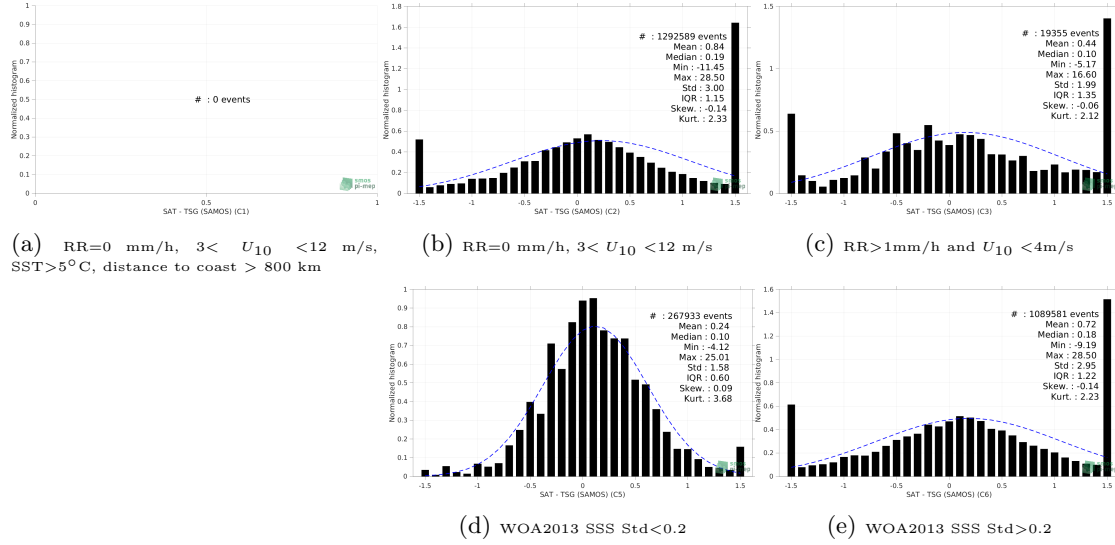 1
0.9
0.8
0.7
0.6
0.5
0.4
0.3
0.2
0.1
0
Normalized histogram
# : 0 events
smos
pi-mep
0 0.5 1
SAT - TSG (SAMOS) (C1)
1.8
1.6
1.4
1.2
1
0.8
0.6
0.4
0.2
0
Normalized histogram
# : 1292589 events
Mean : 0.84
Median : 0.19
Min : -11.45
Max : 28.50
Std : 3.00
IQR : 1.15
Skew. : -0.14
Kurt. : 2.33
smos
pi-mep
-1.5 -1 -0.5 0 0.5 1 1.5
SAT - TSG (SAMOS) (C2)
1.5
1
0.5
0
Normalized histogram
# : 19355 events
Mean : 0.44
Median : 0.10
Min : -5.17
Max : 16.60
Std : 1.99
IQR : 1.35
Skew. : -0.06
Kurt. : 2.12
smos
pi-mep
-1.5 -1 -0.5 0 0.5 1 1.5
SAT - TSG (SAMOS) (C3)
(a) RR=0 mm/h, 3< U10 <12 m/s,
SST>5°C, distance to coast > 800 km
(b) RR=0 mm/h, 3< U10 <12 m/s
(c) RR>1mm/h and U10 <4m/s
1
0.9
0.8
0.7
0.6
0.5
0.4
0.3
0.2
0.1
0
Normalized histogram
# : 267933 events
Mean : 0.24
Median : 0.10
Min : -4.12
Max : 25.01
Std : 1.58
IQR : 0.60
Skew. : 0.09
Kurt. : 3.68
smos
pi-mep
-1.5 -1 -0.5 0 0.5 1 1.5
SAT - TSG (SAMOS) (C5)
1.6
1.4
1.2
1
0.8
0.6
0.4
0.2
0
Normalized histogram
# : 1089581 events
Mean : 0.72
Median : 0.18
Min : -9.19
Max : 28.50
Std : 2.95
IQR : 1.22
Skew. : -0.14
Kurt. : 2.23
smos
pi-mep
-1.5 -1 -0.5 0 0.5 1 1.5
SAT - TSG (SAMOS) (C6)
(d) WOA2013 SSS Std<0.2
(e) WOA2013 SSS Std>0.2